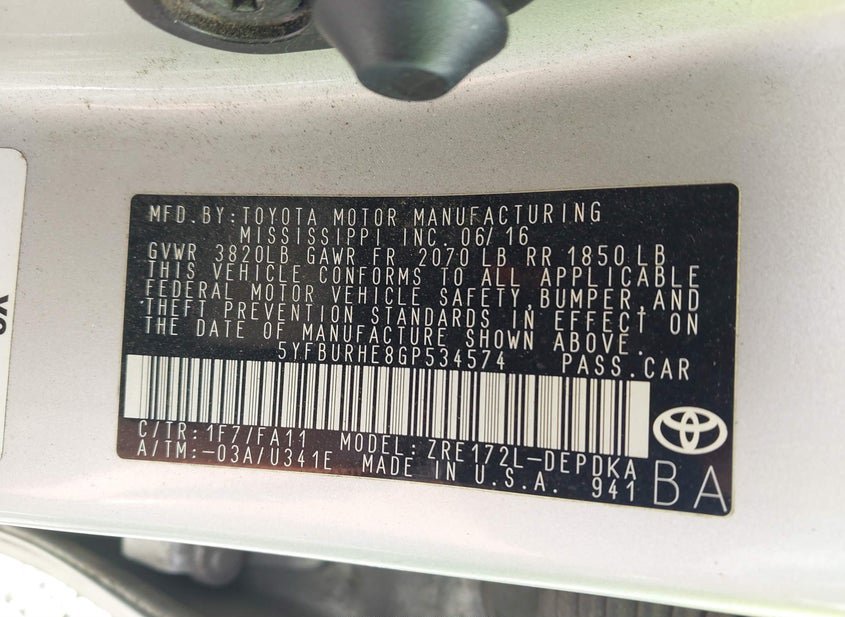 MFD.BY:TOYOTA MOTOR MANUFACTURING
MISSISSIPPI INC. 06/16
GVWR 3820LB GAWR FR 2070 LB RR 1850 LB
THIS VEHICLE CONFORMS TO ALL APPLICABLE
FEDERAL MOTOR VEHICLE SAFETY,BUMPER,AND
THEFT PREVENTION STANDARDS IN EFFECT ON
THE DATE OF MANUFACTURE SHOWN ABOVE.
5YFBURHE8GP534574 PASS.CAR
C/TR:1F7/FA11 MODEL:ZRE172L-DEPDKA
A/TM:-03A/U341E MADE IN U.S.A. 941 BA